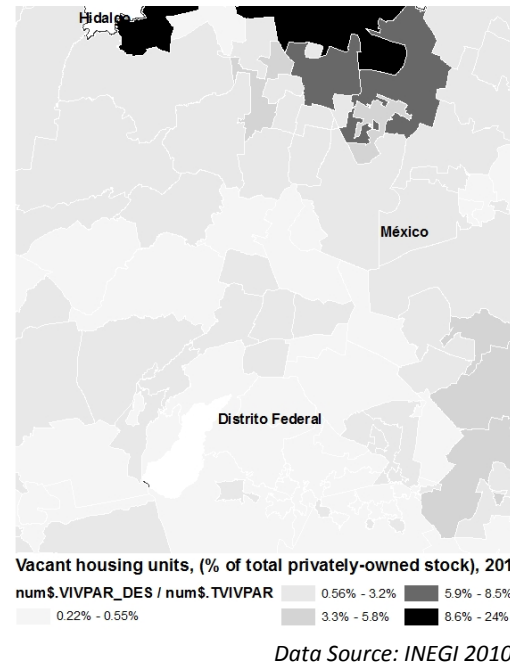 Hidalgo
México
Distrito Federal
Vacant housing units, (% of total privately-owned stock), 201
num$.VIVPAR_DES / num$.TVIVPAR
0.56% - 3.2%
5.9% - 8.5%
0.22% - 0.55%
3.3% - 5.8%
8.6% - 24%
Data Source: INEGI 2010